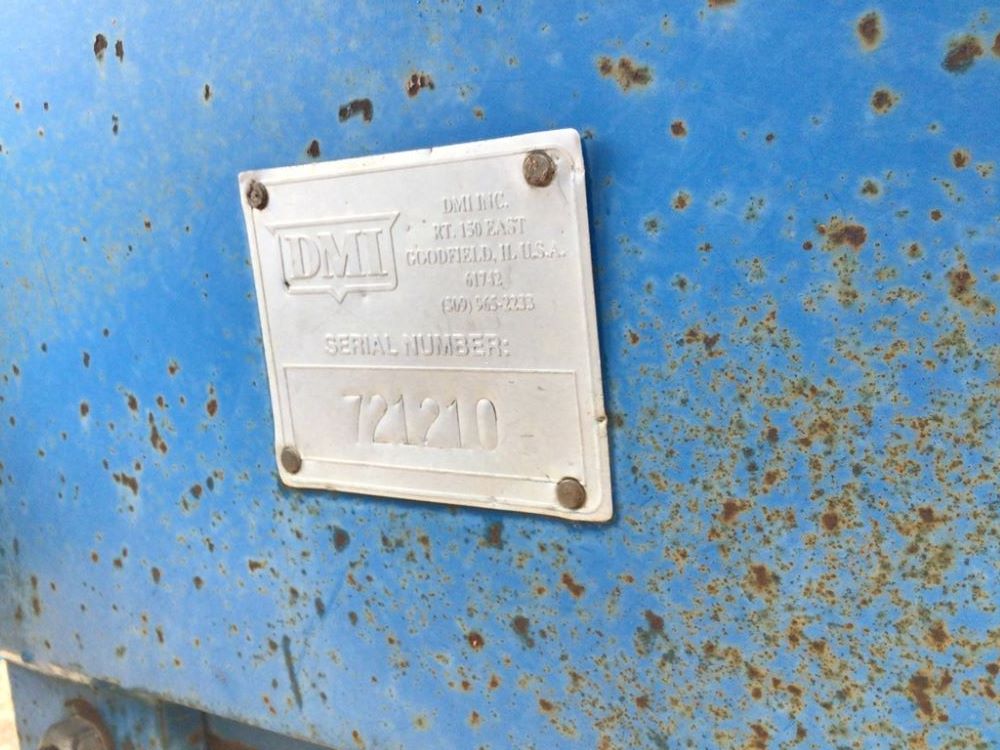 DMI
DMI INC.
RT. 150 EAST
GOODFIELD, IL U.S.A.
61742
(309) 965-2233
SERIAL NUMBER:
721210